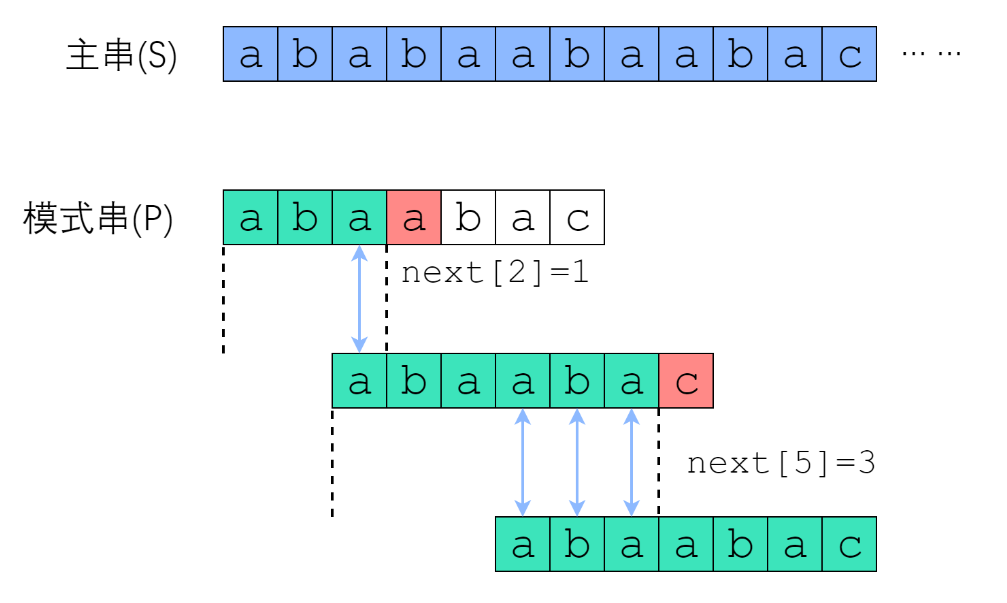 主串(S) a b a b a a b a a b a c ... ...
模式串(P) a b a a b a c
next[2]=1
a b a a b a c
next[5]=3
a b a a b a c